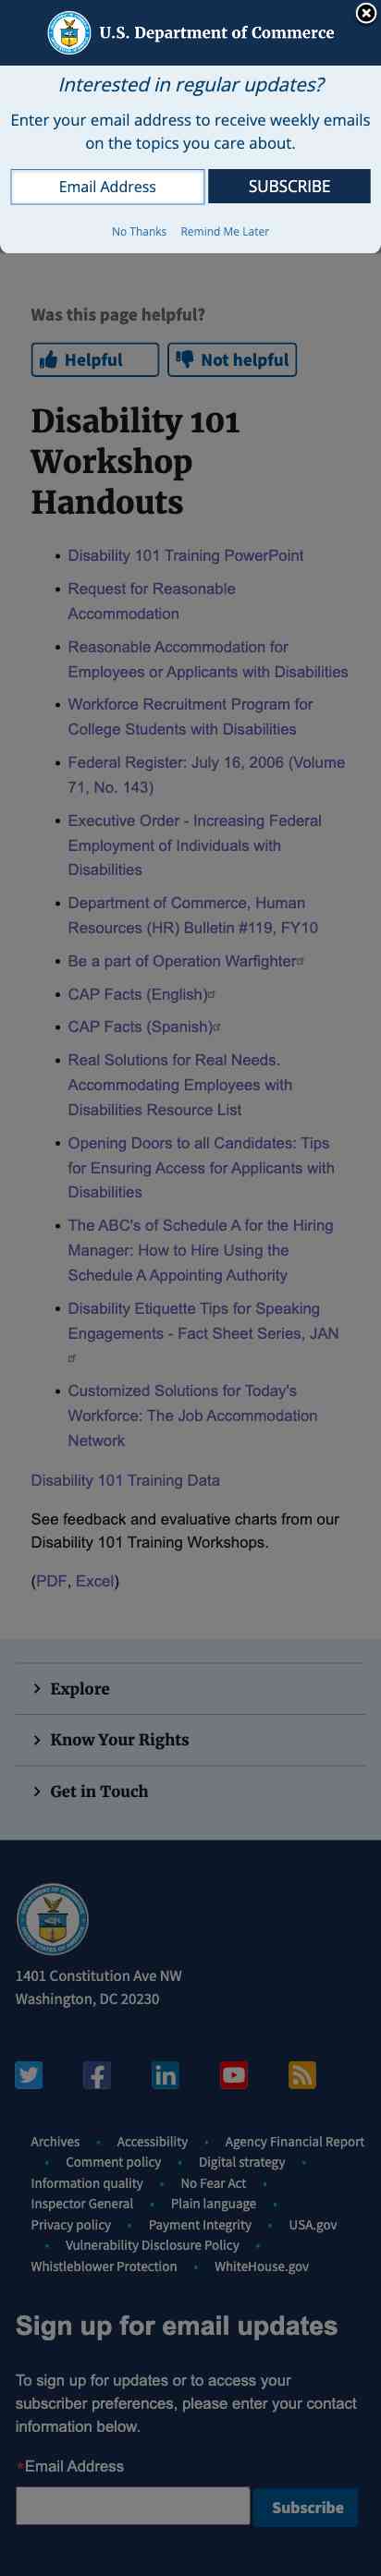 U.S. Department of Commerce
Interested in regular updates?
Enter your email address to receive weekly emails
on the topics you care about.
Email Address
SUBSCRIBE
No Thanks
Remind Me Later
Was this page helpful?
Helpful
Not helpful
Disability 101
Workshop
Handouts
• Disability 101 Training PowerPoint
• Request for Reasonable
Accommodation
• Reasonable Accommodation for
Employees or Applicants with Disabilities
• Workforce Recruitment Program for
College Students with Disabilities
• Federal Register: July 16, 2006 (Volume
71, No. 143)
• Executive Order - Increasing Federal
Employment of Individuals with
Disabilities
• Department of Commerce, Human
Resources (HR) Bulletin #119, FY10
• Be a part of Operation Warfighter
• CAP Facts (English)
• CAP Facts (Spanish)
• Real Solutions for Real Needs.
Accommodating Employees with
Disabilities Resource List
• Opening Doors to all Candidates: Tips
for Ensuring Access for Applicants with
Disabilities
• The ABC's of Schedule A for the Hiring
Manager: How to Hire Using the
Schedule A Appointing Authority
• Disability Etiquette Tips for Speaking
Engagements - Fact Sheet Series, JAN
• Customized Solutions for Today's
Workforce: The Job Accommodation
Network
Disability 101 Training Data
See feedback and evaluative charts from our
Disability 101 Training Workshops.
(PDF, Excel)
Explore
Know Your Rights
Get in Touch
1401 Constitution Ave NW
Washington, DC 20230
Archives • Accessibility • Agency Financial Report
• Comment policy • Digital strategy •
Information quality • No Fear Act •
Inspector General • Plain language •
Privacy policy • Payment Integrity • USA.gov
• Vulnerability Disclosure Policy •
Whistleblower Protection • WhiteHouse.gov
Sign up for email updates
To sign up for updates or to access your
subscriber preferences, please enter your contact
information below.
*Email Address
Subscribe